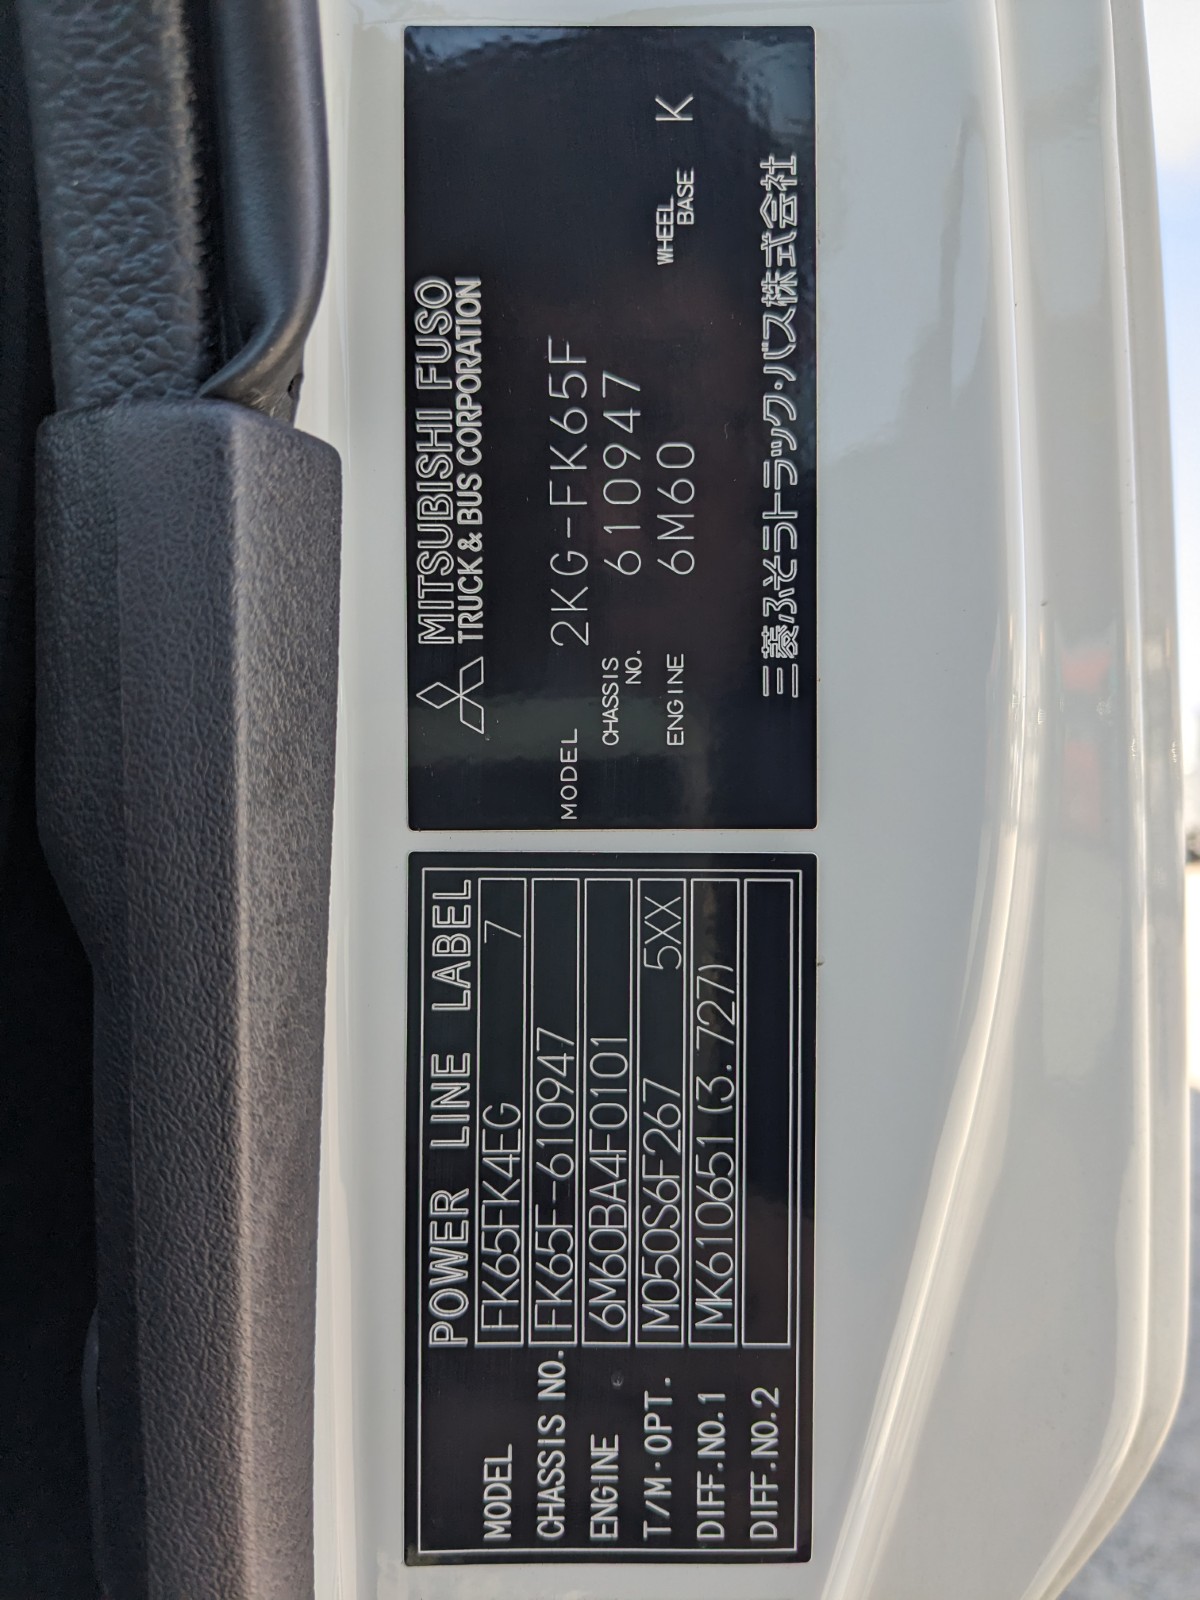 POWER LINE LABEL
MODEL FK65FK4EG 7
CHASSIS NO. FK65F-610947
ENGINE 6M60BA4F0101
T/M・OPT. M050S6F267 5XX
DIFF.NO.1 MK610651 (3.727)
DIFF.NO.2
MITSUBISHI FUSO
TRUCK & BUS CORPORATION
MODEL 2KG-FK65F
CHASSIS NO. 610947
ENGINE 6M60 WHEEL BASE K
三菱ふそうトラック・バス株式会社